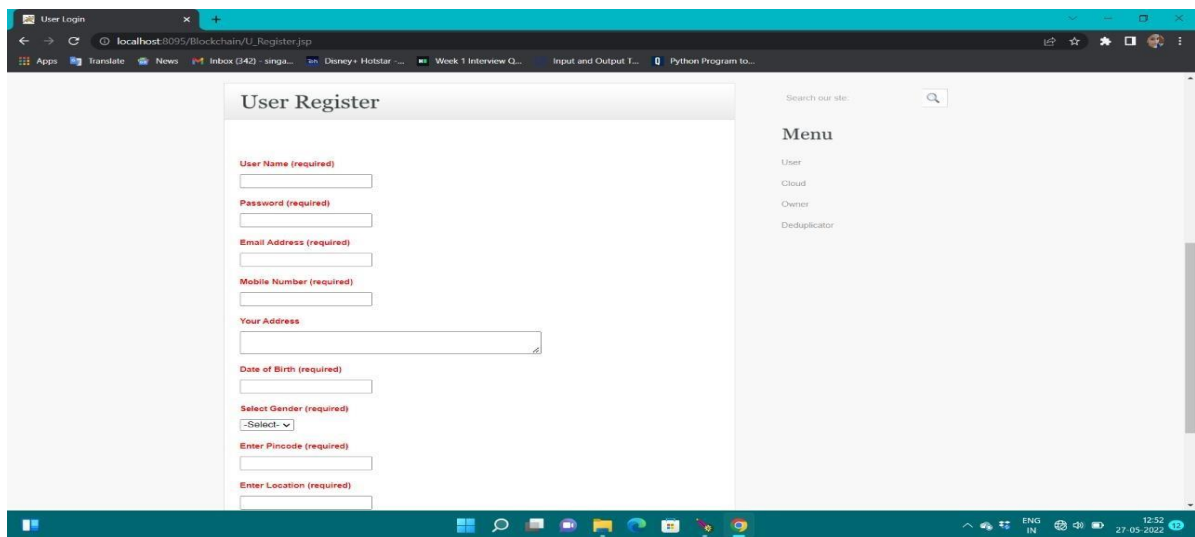 User Login
localhost:8095/Blockchain/U_Register.jsp
Apps Translate News Inbox (342) - singa... Disney+ Hotstar -... Week 1 Interview Q... Input and Output T... Python Program to...
User Register
Search our site:
Menu
User
Cloud
Owner
Deduplicator
User Name (required)
Password (required)
Email Address (required)
Mobile Number (required)
Your Address
Date of Birth (required)
Select Gender (required)
-Select-
Enter Pincode (required)
Enter Location (required)
ENG
IN
12:52
27-05-2022
12